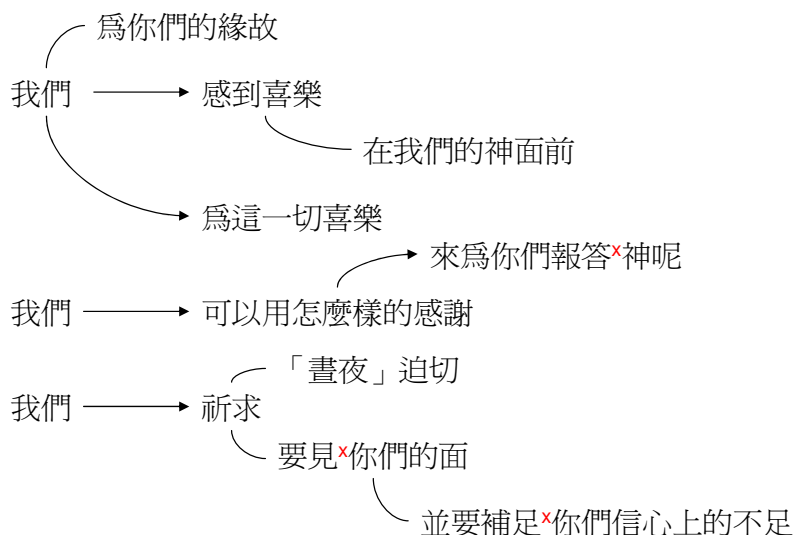 爲你們的緣故
我們 感到喜樂
在我們的神面前
爲這一切喜樂
來爲你們報答x神呢
我們 可以用怎麼樣的感謝
「晝夜」迫切
我們 祈求
要見x你們的面
並要補足x你們信心上的不足